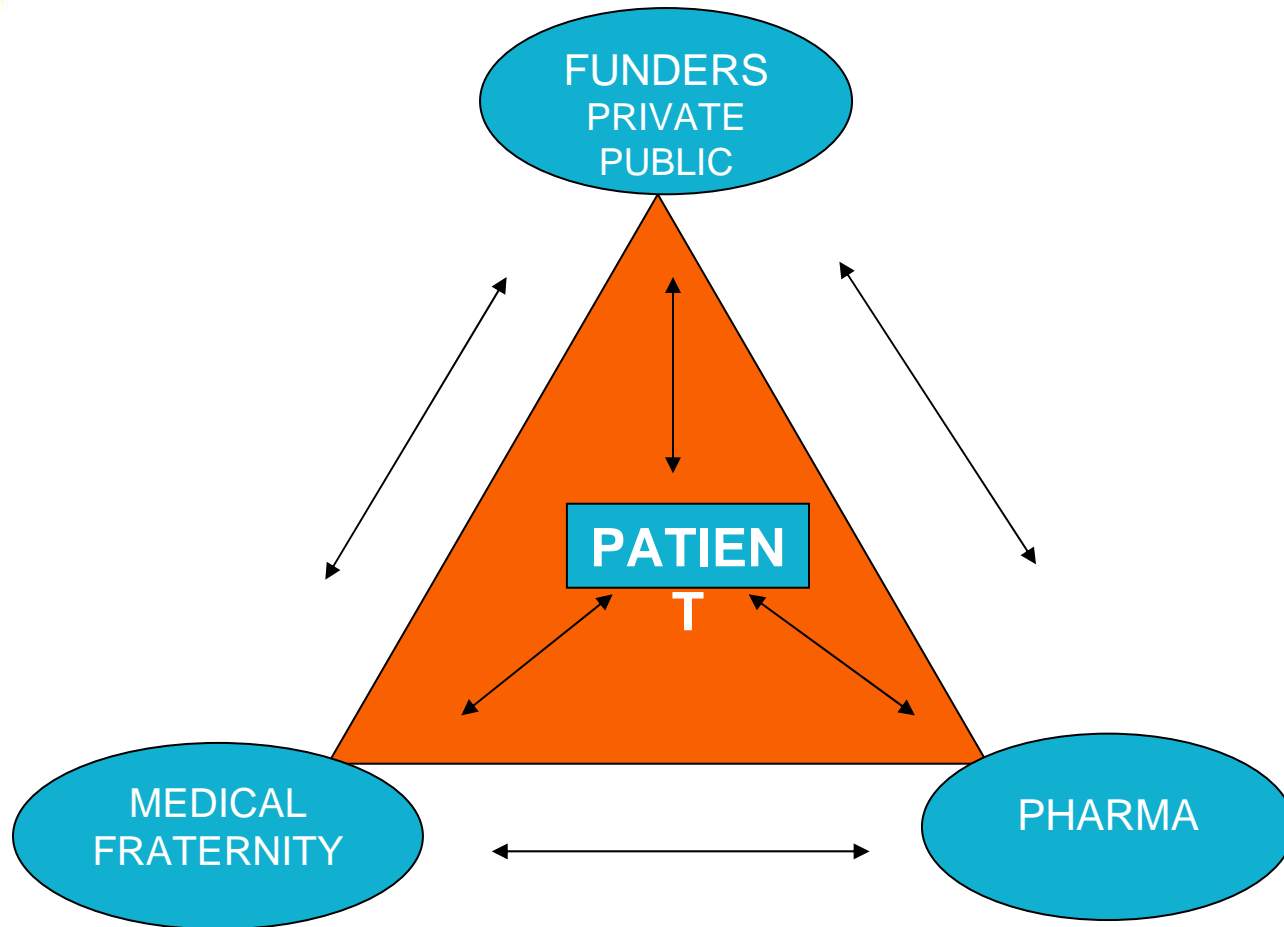 FUNDERS
PRIVATE
PUBLIC
PATIEN
T
MEDICAL
FRATERNITY
PHARMA